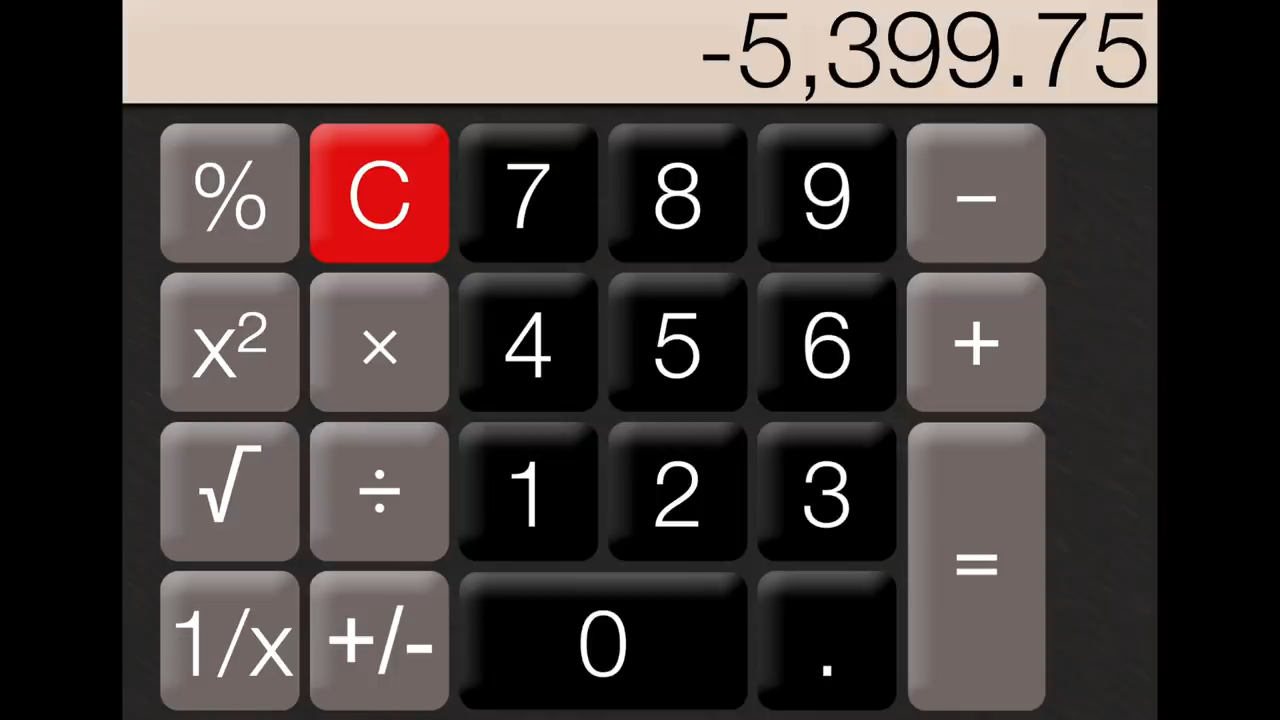 -5,399.75
% C 7 8 9 −
x² × 4 5 6 +
√ ÷ 1 2 3
=
1/x +/- 0 .